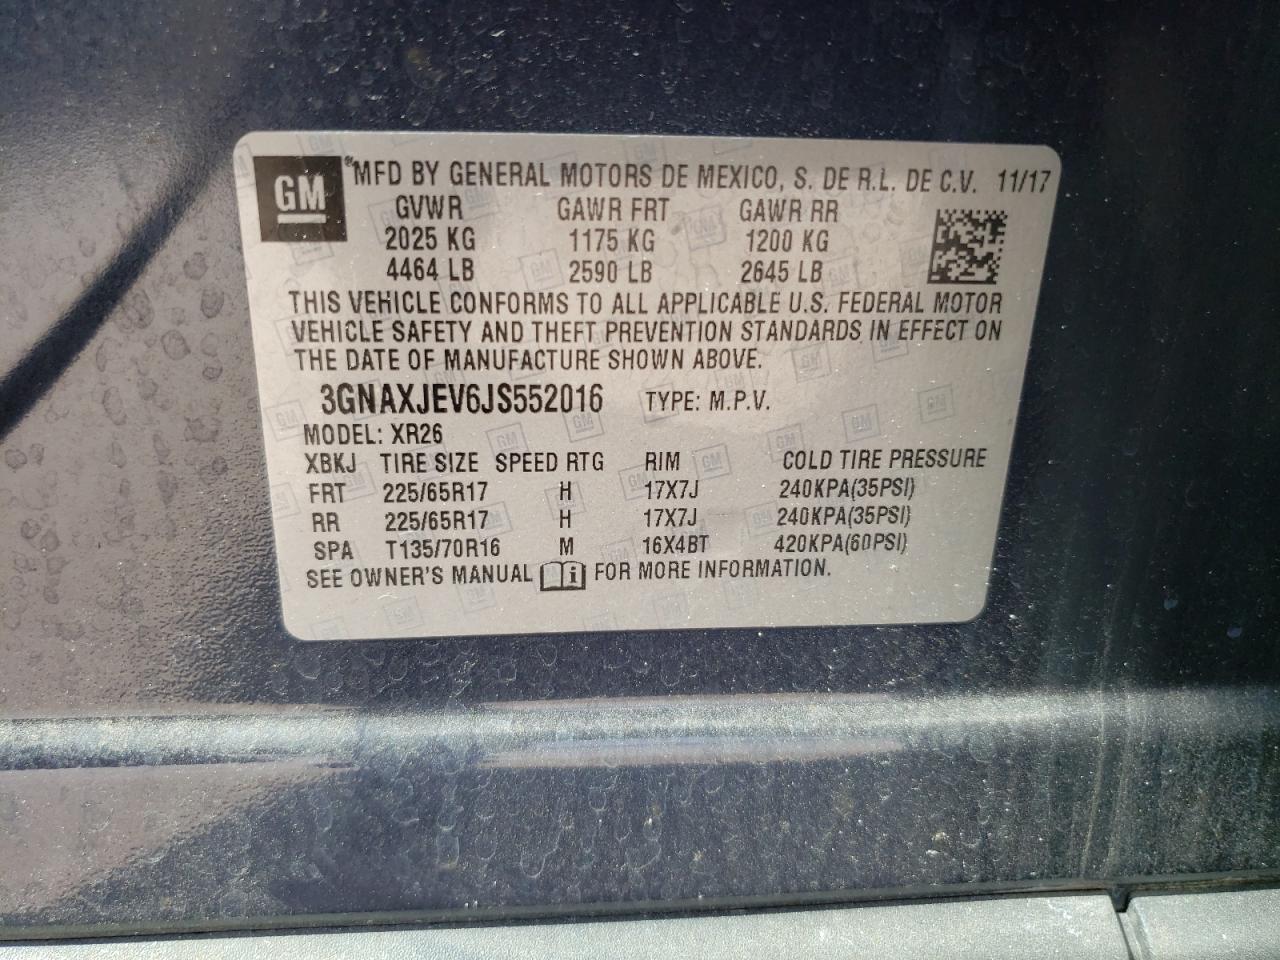 GM ® MFD BY GENERAL MOTORS DE MEXICO, S. DE R.L. DE C.V. 11/17
GVWR GAWR FRT GAWR RR
2025 KG 1175 KG 1200 KG
4464 LB 2590 LB 2645 LB
THIS VEHICLE CONFORMS TO ALL APPLICABLE U.S. FEDERAL MOTOR
VEHICLE SAFETY AND THEFT PREVENTION STANDARDS IN EFFECT ON
THE DATE OF MANUFACTURE SHOWN ABOVE.
3GNAXJEV6JS552016 TYPE: M.P.V.
MODEL: XR26
XBKJ TIRE SIZE SPEED RTG RIM COLD TIRE PRESSURE
FRT 225/65R17 H 17X7J 240KPA(35PSI)
RR 225/65R17 H 17X7J 240KPA(35PSI)
SPA T135/70R16 M 16X4BT 420KPA(60PSI)
SEE OWNER'S MANUAL FOR MORE INFORMATION.